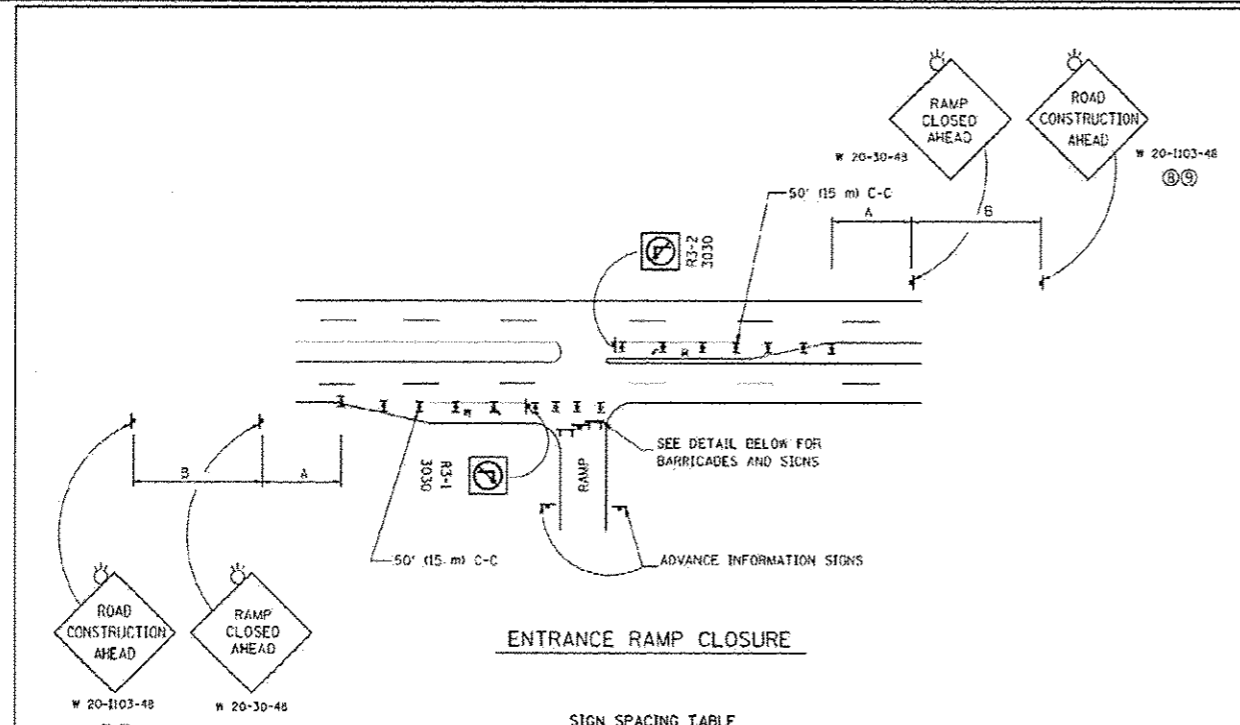 RAMP
CLOSED
AHEAD
W 20-30-48
ROAD
CONSTRUCTION
AHEAD
W 20-1103-48
⑧⑨
50' (15 m) C-C
A
B
R3-2
3030
SEE DETAIL BELOW FOR
BARRICADES AND SIGNS
B
A
R3-1
3030
RAMP
50' (15 m) C-C
ADVANCE INFORMATION SIGNS
ROAD
CONSTRUCTION
AHEAD
W 20-1103-48
RAMP
CLOSED
AHEAD
W 20-30-48
ENTRANCE RAMP CLOSURE
SIGN SPACING TABLE